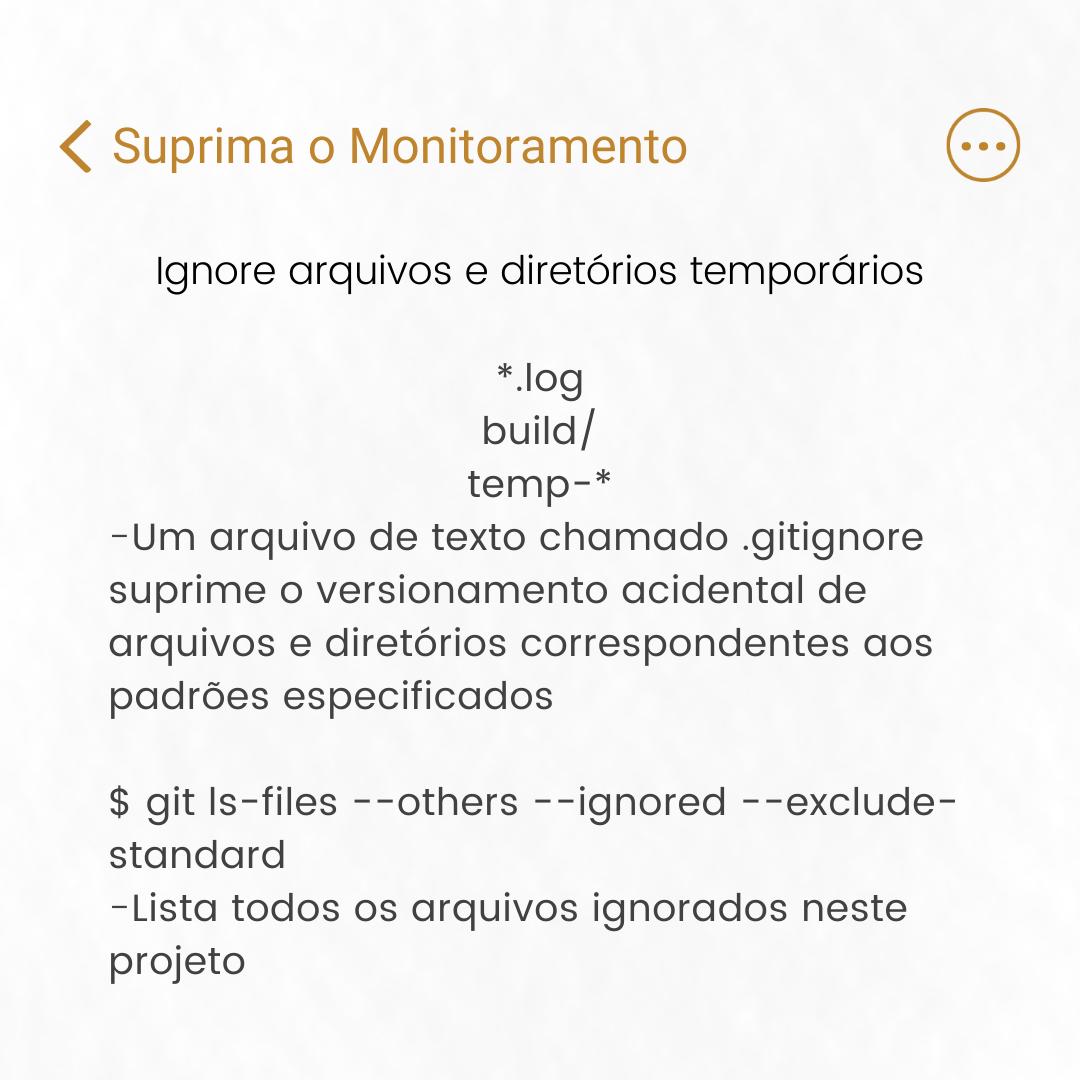 Suprima o Monitoramento
Ignore arquivos e diretórios temporários
*.log
build/
temp-*
-Um arquivo de texto chamado .gitignore
suprime o versionamento acidental de
arquivos e diretórios correspondentes aos
padrões especificados
$ git ls-files --others --ignored --exclude-
standard
-Lista todos os arquivos ignorados neste
projeto